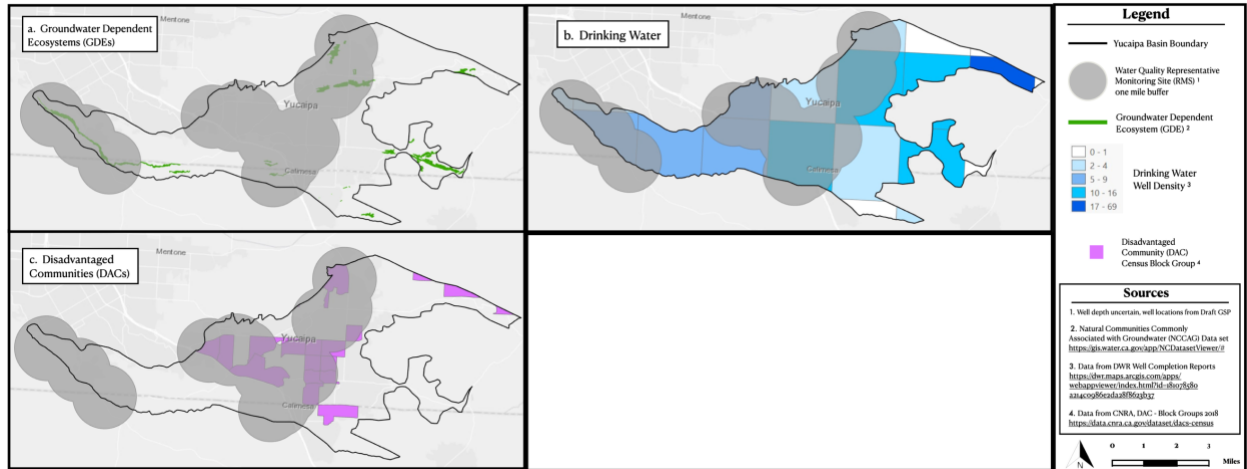 Mentone
a. Groundwater Dependent
Ecosystems (GDEs)
Yucaipa
Calimesa
b. Drinking Water
Yucaipa
Calimesa
Mentone
c. Disadvantaged
Communities (DACs)
Yucaipa
Calimesa
Legend
Yucaipa Basin Boundary
Water Quality Representative
Monitoring Site (RMS) ¹
one mile buffer
Groundwater Dependent
Ecosystem (GDE) ²
0 - 1
2 - 4
5 - 9
10 - 16
17 - 69
Drinking Water
Well Density ³
Disadvantaged
Community (DAC)
Census Block Group ⁴
Sources
1. Well depth uncertain, well locations from Draft GSP
2. Natural Communities Commonly
Associated with Groundwater (NCCAG) Data set
https://gis.water.ca.gov/app/NCDatasetViewer/#
3. Data from DWR Well Completion Reports
https://dwr.maps.arcgis.com/apps/
webappviewer/index.html?id=181078580
a214c0986e2da28f8623b37
4. Data from CNRA, DAC - Block Groups 2018
https://data.cnra.ca.gov/dataset/dacs-census
N
0 1 2 3
Miles